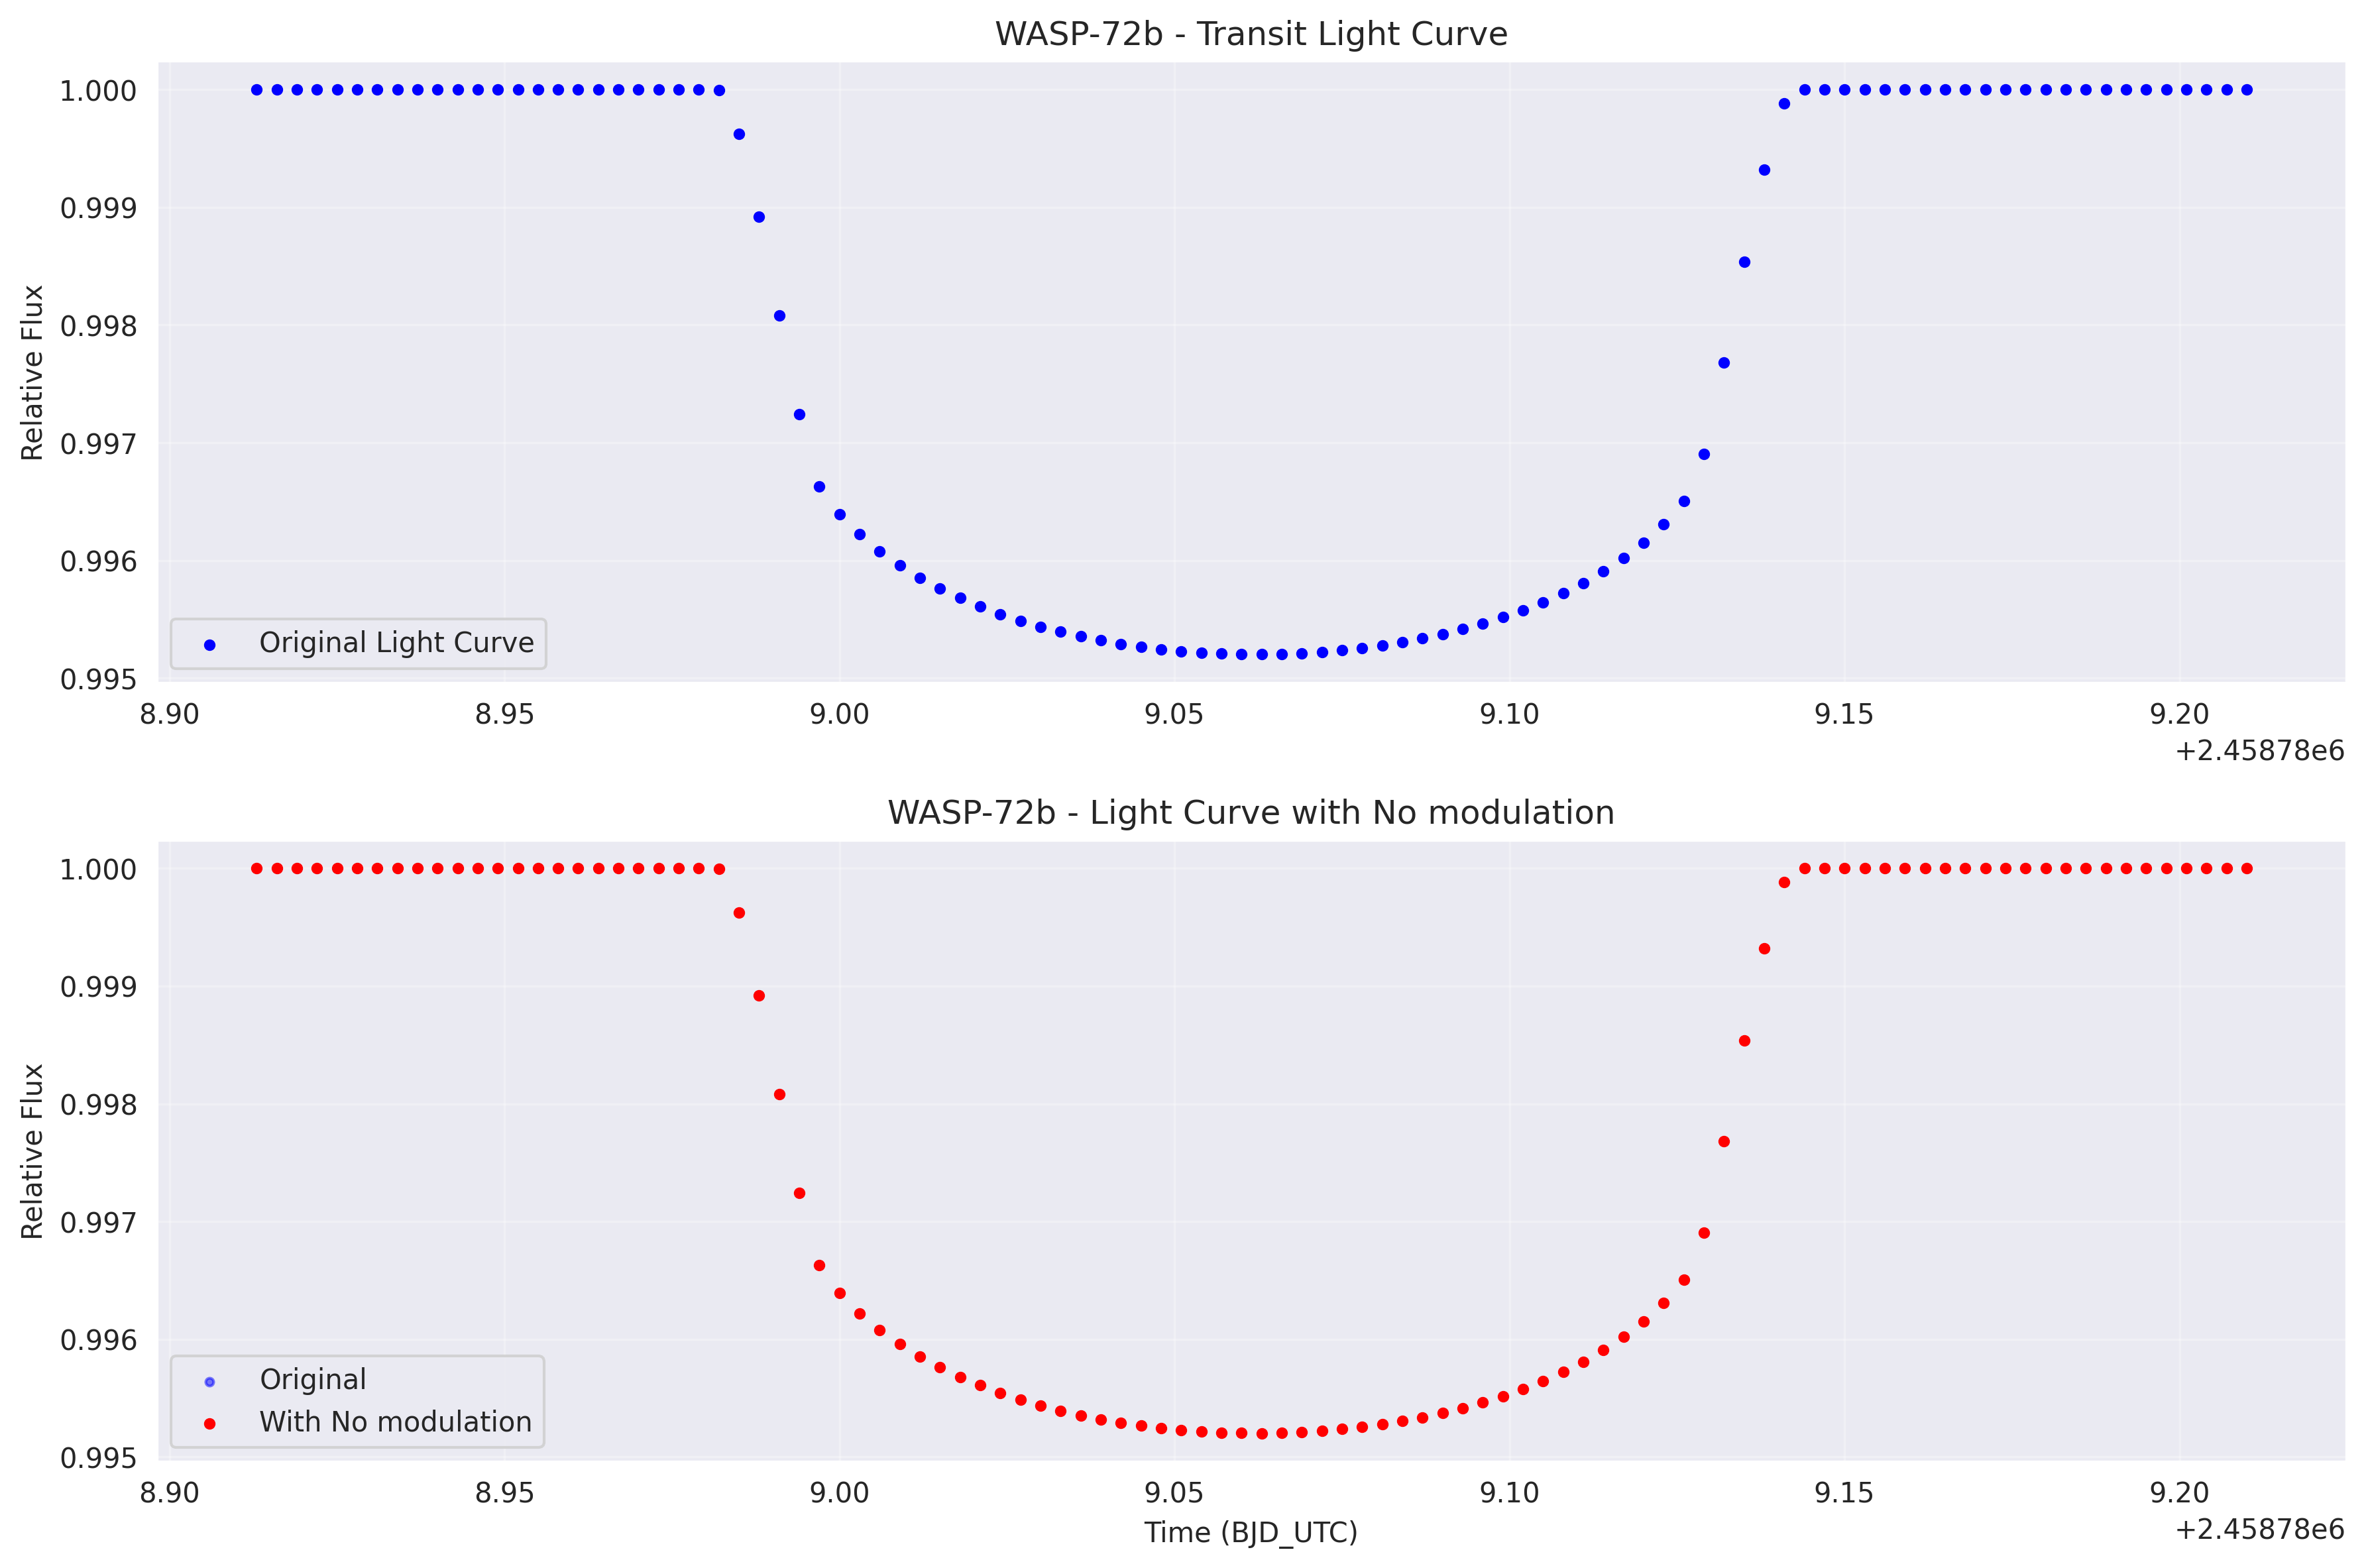 WASP-72b - Transit Light Curve
Relative Flux
1.000
0.999
0.998
0.997
0.996
0.995
Original Light Curve
8.90 8.95 9.00 9.05 9.10 9.15 9.20
+2.45878e6
WASP-72b - Light Curve with No modulation
Relative Flux
1.000
0.999
0.998
0.997
0.996
0.995
Original
With No modulation
8.90 8.95 9.00 9.05 9.10 9.15 9.20
Time (BJD_UTC)
+2.45878e6